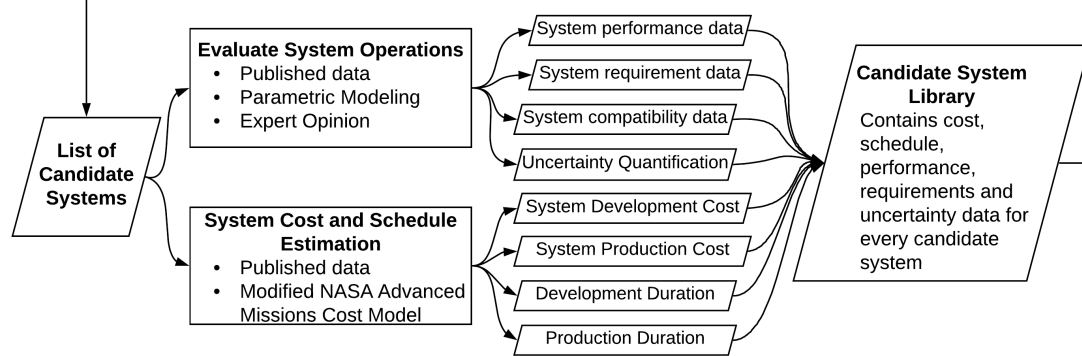 List of
Candidate
Systems
Evaluate System Operations
• Published data
• Parametric Modeling
• Expert Opinion
System Cost and Schedule
Estimation
• Published data
• Modified NASA Advanced
Missions Cost Model
System performance data
System requirement data
System compatibility data
Uncertainty Quantification
System Development Cost
System Production Cost
Development Duration
Production Duration
Candidate System
Library
Contains cost,
schedule,
performance,
requirements and
uncertainty data for
every candidate
system